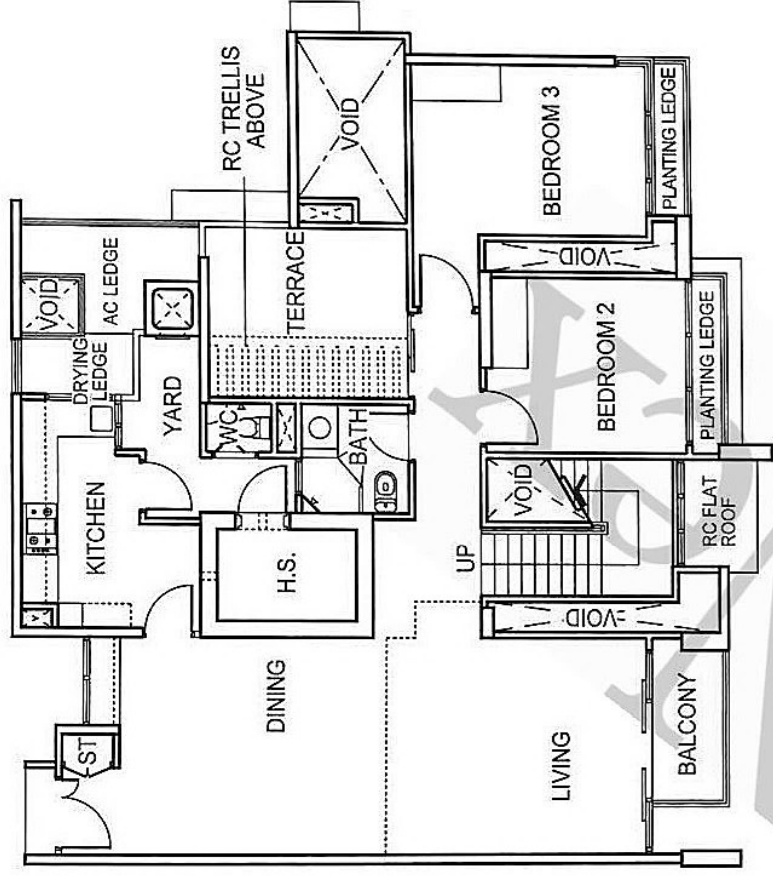 RC TRELLIS
ABOVE
VOID
BEDROOM 3
PLANTING LEDGE
VOID
AC LEDGE
DRYING
LEDGE
TERRACE
VOID
YARD
WC
BATH
BEDROOM 2
PLANTING LEDGE
KITCHEN
H.S.
VOID
UP
RC FLAT
ROOF
VOID
ST
DINING
LIVING
BALCONY